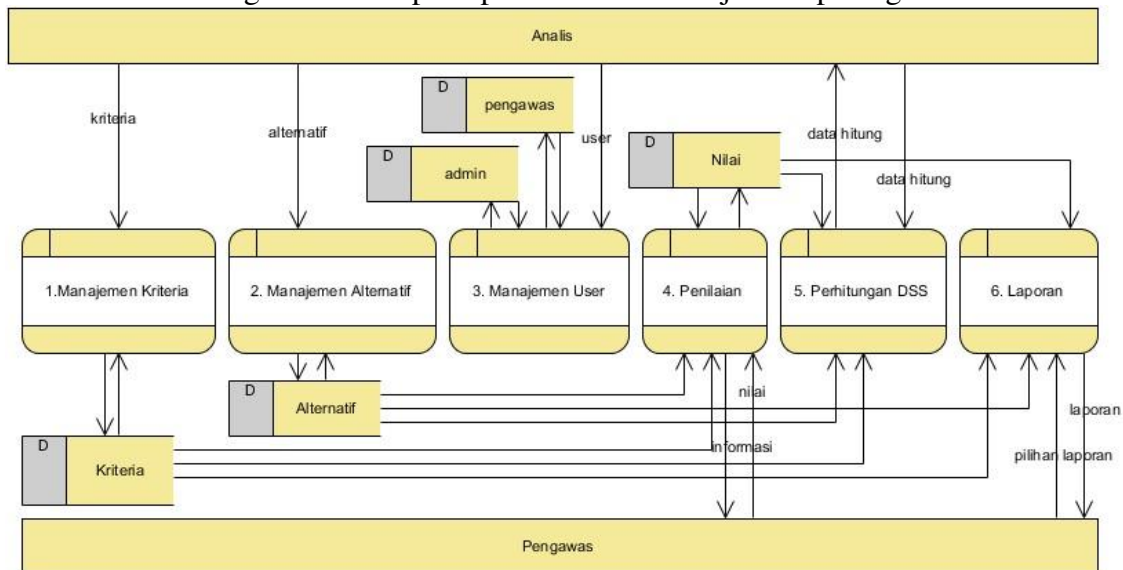 Analis
kriteria
alternatif
D
pengawas
user
D
admin
D
Nilai
data hitung
data hitung
1.Manajemen Kriteria
2. Manajemen Alternatif
3. Manajemen User
4. Penilaian
5. Perhitungan DSS
6. Laporan
D
Alternatif
nilai
laporan
D
Kriteria
informasi
pilihan laporan
Pengawas